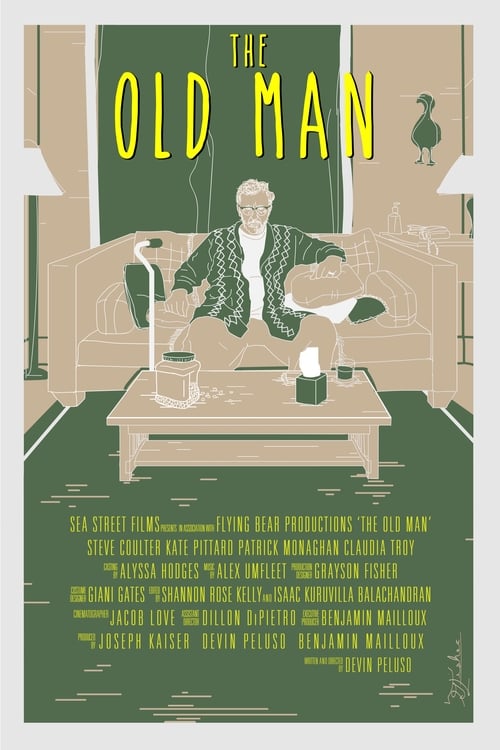 THE
OLD MAN
SEA STREET FILMS PRESENTS IN ASSOCIATION WITH FLYING BEAR PRODUCTIONS 'THE OLD MAN'
STEVE COULTER KATE PITTARD PATRICK MONAGHAN CLAUDIA TROY
CASTING BY ALYSSA HODGES MUSIC BY ALEX UMFLEET PRODUCTION DESIGNER GRAYSON FISHER
COSTUME DESIGNER GIANI GATES EDITED BY SHANNON ROSE KELLY AND ISAAC KURUVILLA BALACHANDRAN
CINEMATOGRAPHER JACOB LOVE ASSISTANT DIRECTOR DILLON DiPIETRO EXECUTIVE PRODUCER BENJAMIN MAILLOUX
PRODUCED BY JOSEPH KAISER DEVIN PELUSO BENJAMIN MAILLOUX
WRITTEN AND DIRECTED BY DEVIN PELUSO